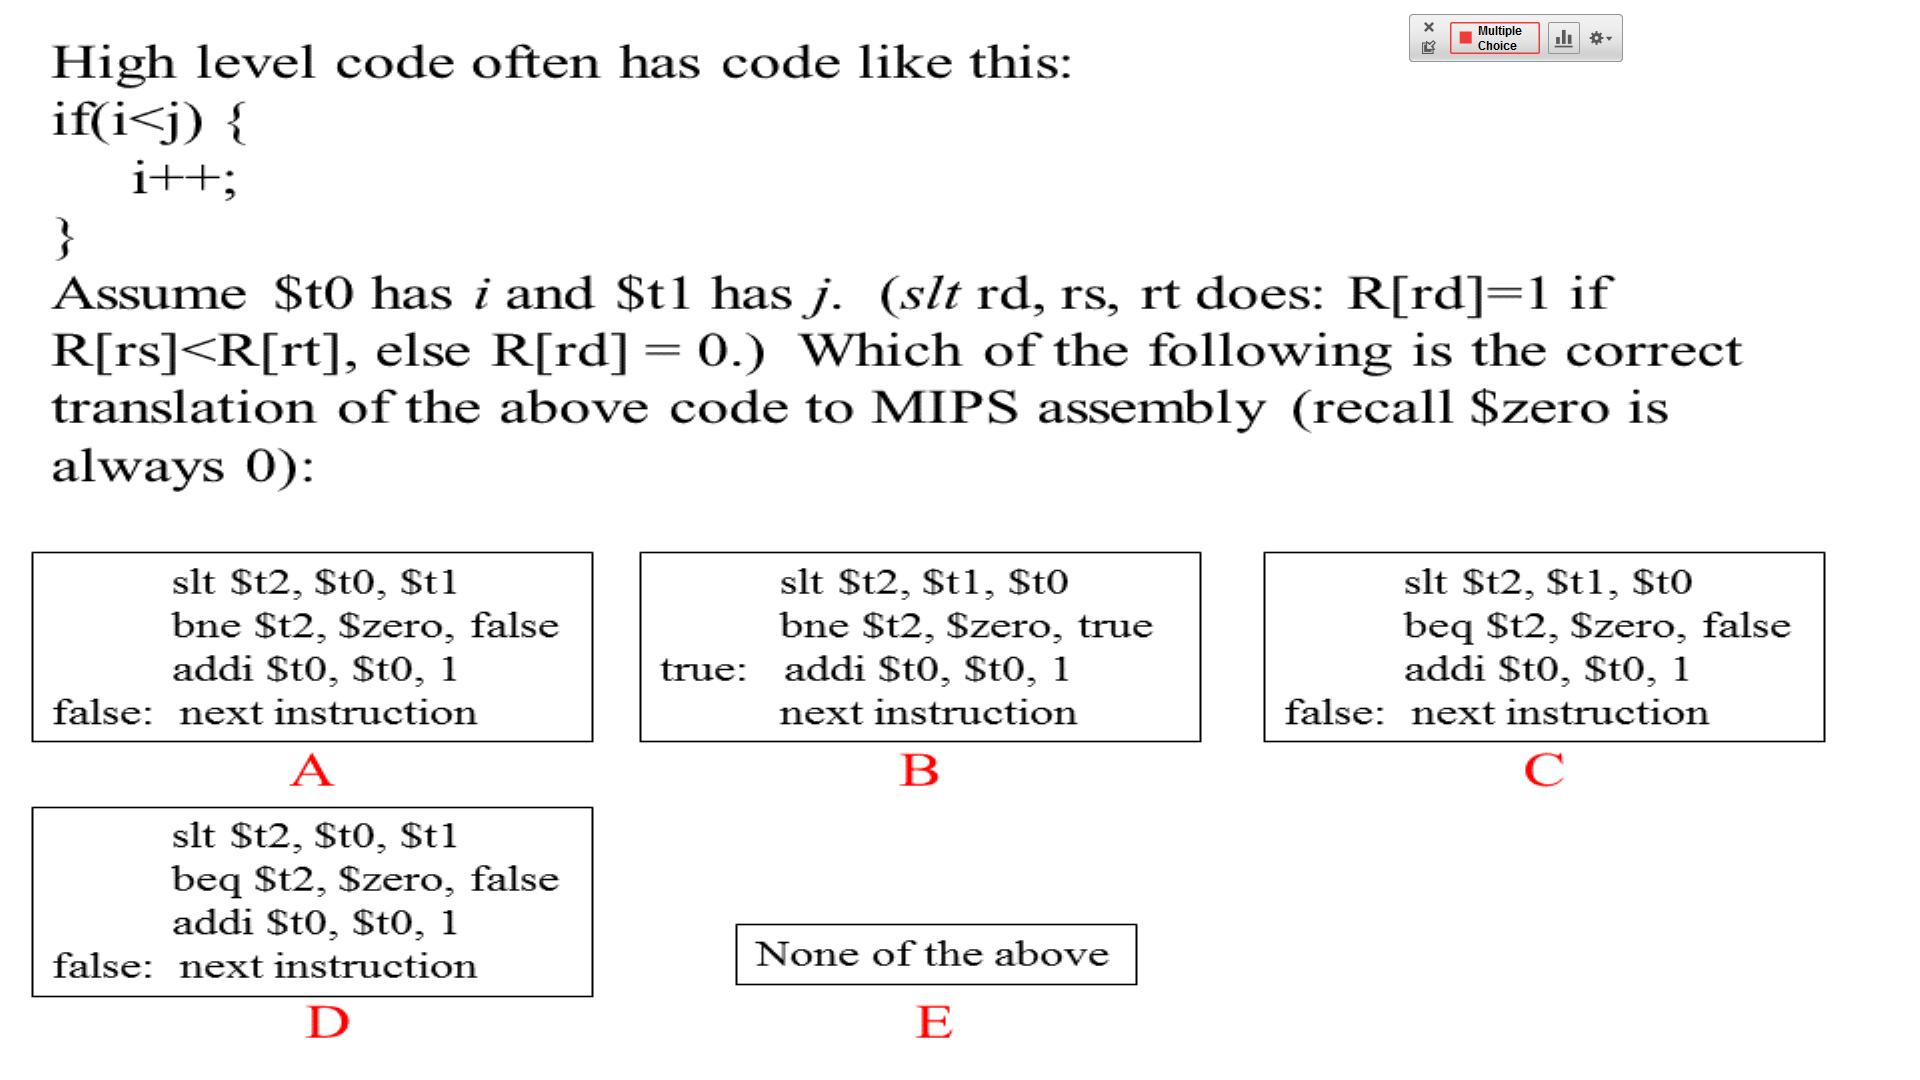 High level code often has code like this:
if(i<j) {
i++;
}
Assume $t0 has i and $t1 has j. (slt rd, rs, rt does: R[rd]=1 if
R[rs]<R[rt], else R[rd] = 0.) Which of the following is the correct
translation of the above code to MIPS assembly (recall $zero is
always 0):
Multiple
Choice
slt $t2, $t0, $t1
bne $t2, $zero, false
addi $t0, $t0, 1
false: next instruction
A
slt $t2, $t1, $t0
bne $t2, $zero, true
true: addi $t0, $t0, 1
next instruction
B
slt $t2, $t1, $t0
beq $t2, $zero, false
addi $t0, $t0, 1
false: next instruction
C
slt $t2, $t0, $t1
beq $t2, $zero, false
addi $t0, $t0, 1
false: next instruction
D
None of the above
E